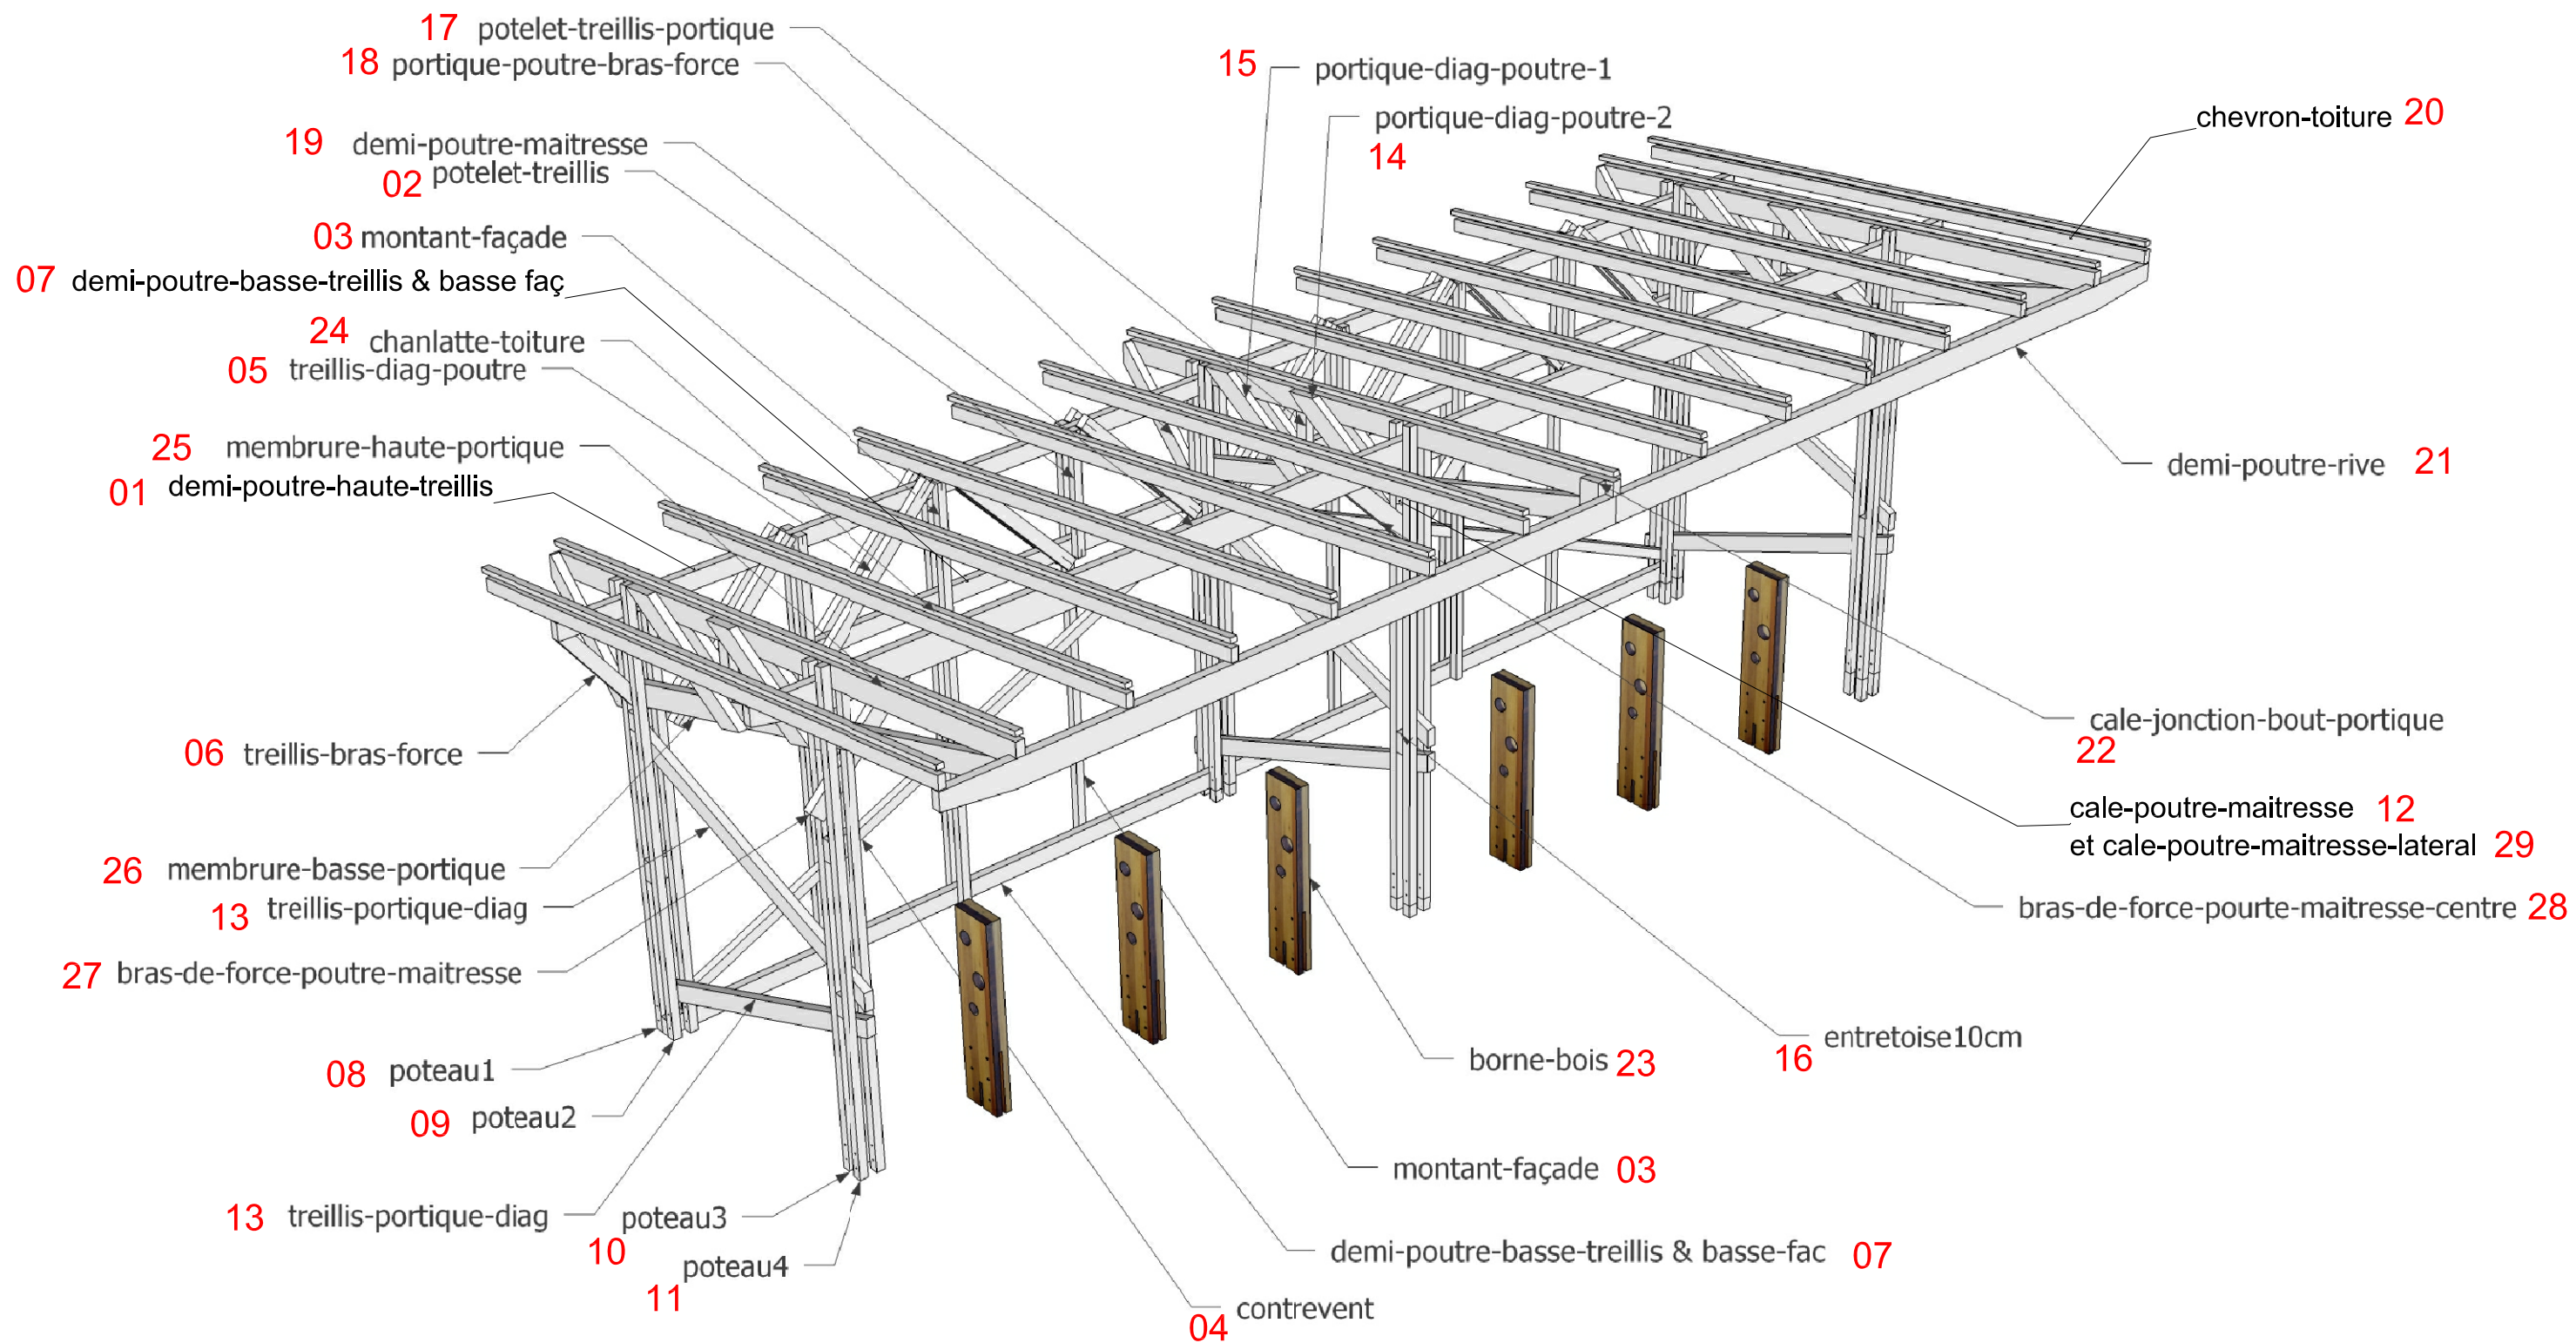 17 potelet-treillis-portique
18 portique-poutre-bras-force
15 portique-diag-poutre-1
portique-diag-poutre-2
14
chevron-toiture 20
19 demi-poutre-maitresse
02 potelet-treillis
03 montant-façade
07 demi-poutre-basse-treillis & basse faç
24 chanlatte-toiture
05 treillis-diag-poutre
25 membrure-haute-portique
01 demi-poutre-haute-treillis
demi-poutre-rive 21
06 treillis-bras-force
cale-jonction-bout-portique
22
cale-poutre-maitresse 12
et cale-poutre-maitresse-lateral 29
26 membrure-basse-portique
13 treillis-portique-diag
bras-de-force-pourte-maitresse-centre 28
27 bras-de-force-poutre-maitresse
entretoise10cm
16
borne-bois 23
08 poteau1
09 poteau2
montant-façade 03
13 treillis-portique-diag
poteau3
10
poteau4
11
demi-poutre-basse-treillis & basse-fac 07
contrevent
04